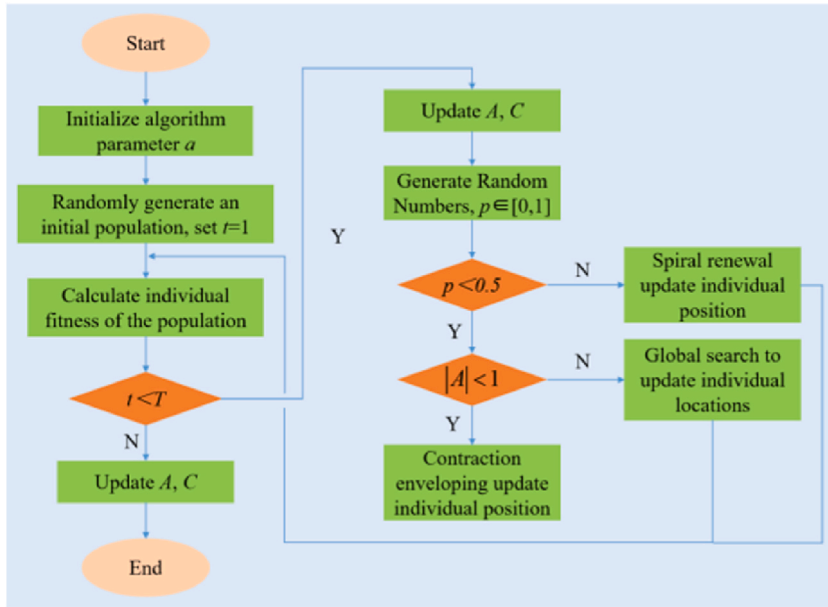 Start
Initialize algorithm
parameter a
Randomly generate an
initial population, set t=1
Calculate individual
fitness of the population
t<T
N
Update A, C
End
Y
Update A, C
Generate Random
Numbers, p∈[0,1]
p<0.5
N
Spiral renewal
update individual
position
Y
|A|<1
N
Global search to
update individual
locations
Y
Contraction
enveloping update
individual position